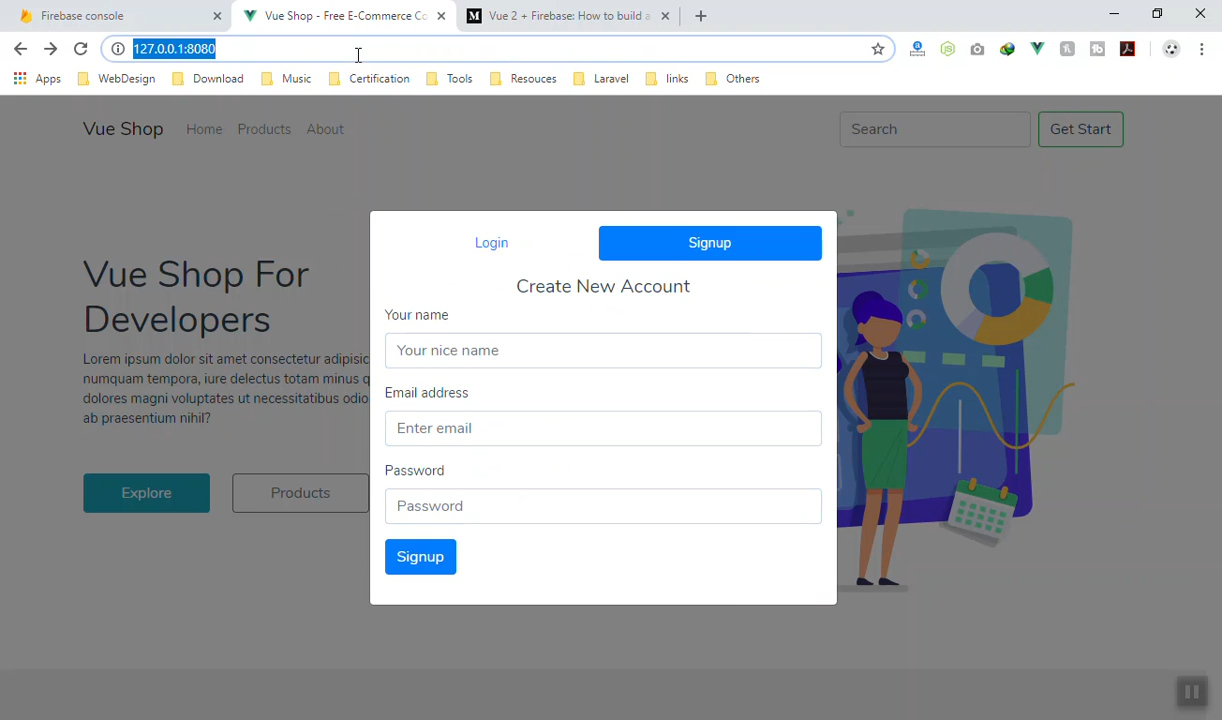 Firebase console
Vue Shop - Free E-Commerce Co
Vue 2 + Firebase: How to build a
127.0.0.1:8080
Apps
WebDesign
Download
Music
Certification
Tools
Resouces
Laravel
links
Others
Vue Shop
Home
Products
About
Search
Get Start
Vue Shop For
Developers
Lorem ipsum dolor sit amet consectetur adipisic
numquam tempora, iure delectus totam minus q
dolores magni voluptates ut necessitatibus odio
ab praesentium nihil?
Explore
Products
Login
Signup
Create New Account
Your name
Your nice name
Email address
Enter email
Password
Password
Signup